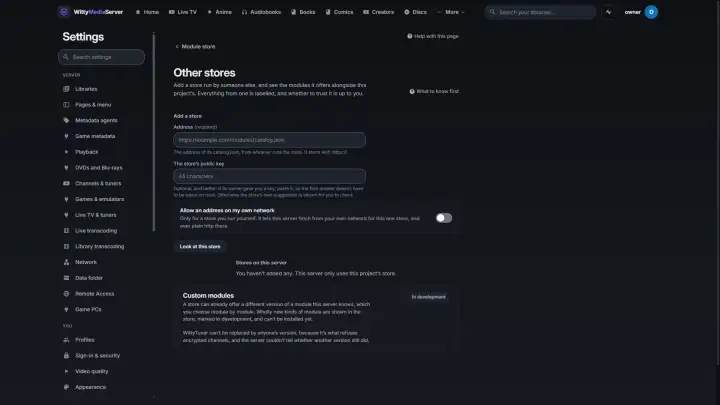 WittyMediaServer
Home
Live TV
Anime
Audiobooks
Books
Comics
Creators
Discs
More
Search your libraries...
owner
O
Settings
Search settings
SERVER
Libraries
Pages & menu
Metadata agents
Game metadata
Playback
DVDs and Blu-rays
Channels & tuners
Games & emulators
Live TV & tuners
Live transcoding
Library transcoding
Network
Data folder
Remote Access
Game PCs
YOU
Profiles
Sign-in & security
Video quality
Appearance
Module store
Help with this page
Other stores
Add a store run by someone else, and see the modules it offers alongside this
project's. Everything from one is labelled, and whether to trust it is up to you.
What to know first
Add a store
Address (required)
https://example.com/modules/catalog.json
The address of its catalog.json, from whoever runs the store. It starts with https://.
The store's public key
43 characters
Optional, and better: if its owner gave you a key, paste it, so the first answer doesn't have
to be taken on trust. Otherwise the store's own suggestion is shown for you to check.
Allow an address on my own network
Only for a store you run yourself. It lets this server fetch from your own network for this one store, and
over plain http there.
Look at this store
Stores on this server
You haven't added any. This server only uses this project's store.
Custom modules
In development
A store can already offer a different version of a module this server knows, which
you choose module by module. Wholly new kinds of module are shown in the
store, marked in development, and can't be installed yet.
WittyTuner can't be replaced by anyone's version, because it's what refuses
encrypted channels, and the server couldn't tell whether another version still did.